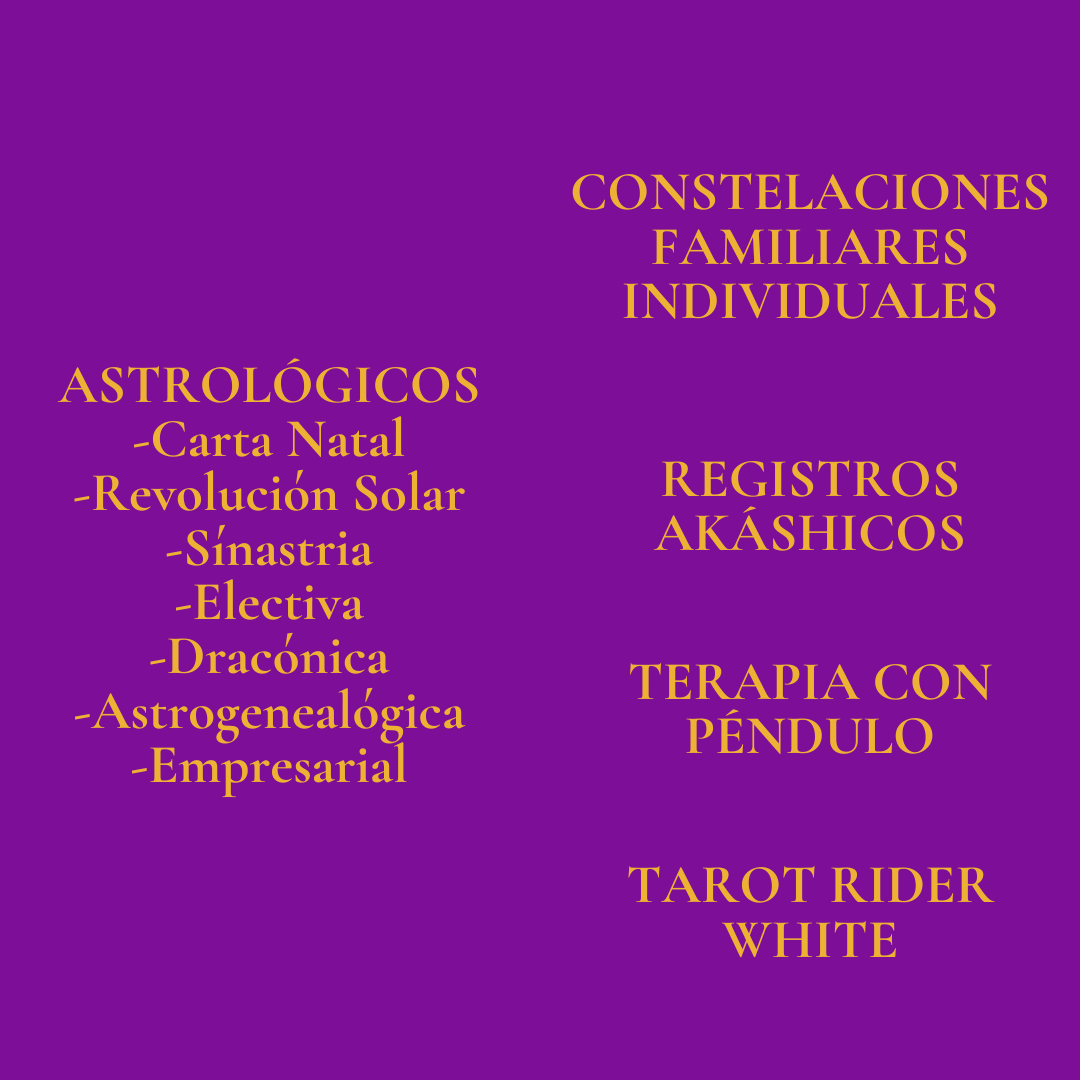 ASTROLÓGICOS
-Carta Natal
-Revolución Solar
-Sínastria
-Electiva
-Dracónica
-Astrogenealógica
-Empresarial
CONSTELACIONES
FAMILIARES
INDIVIDUALES
REGISTROS
AKÁSHICOS
TERAPIA CON
PÉNDULO
TAROT RIDER
WHITE